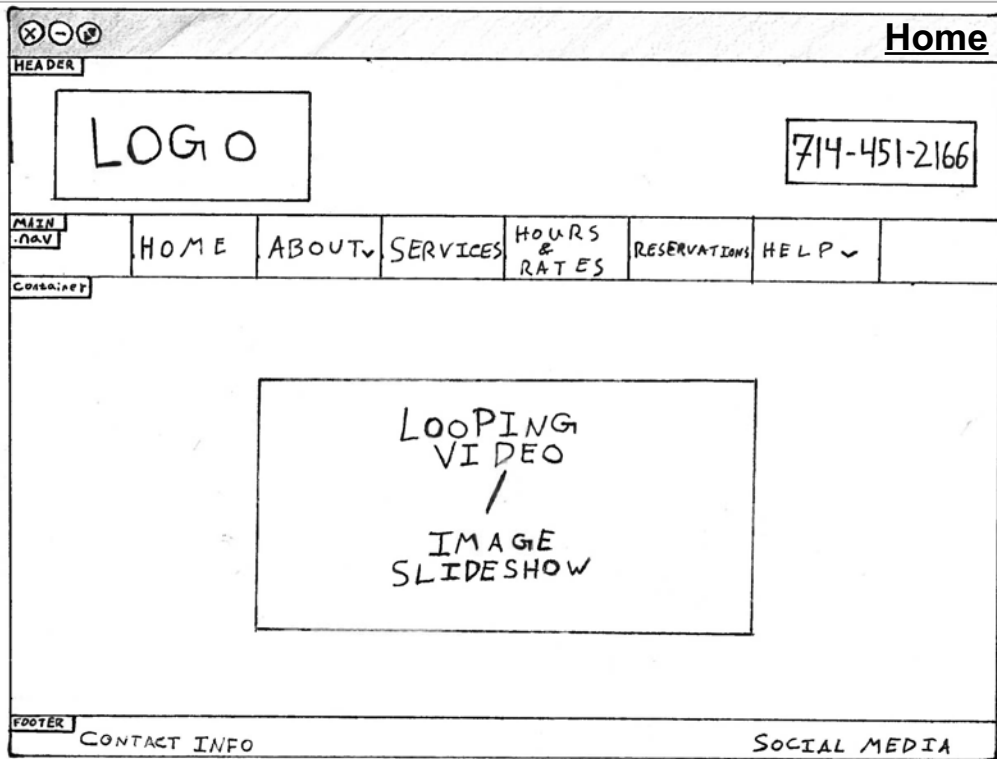 Home
HEADER
LOGO
714-451-2166
MAIN
.nav
HOME
ABOUT
SERVICES
HOURS
&
RATES
RESERVATIONS
HELP
Container
LOOPING
VIDEO
/
IMAGE
SLIDESHOW
FOOTER
CONTACT INFO
SOCIAL MEDIA